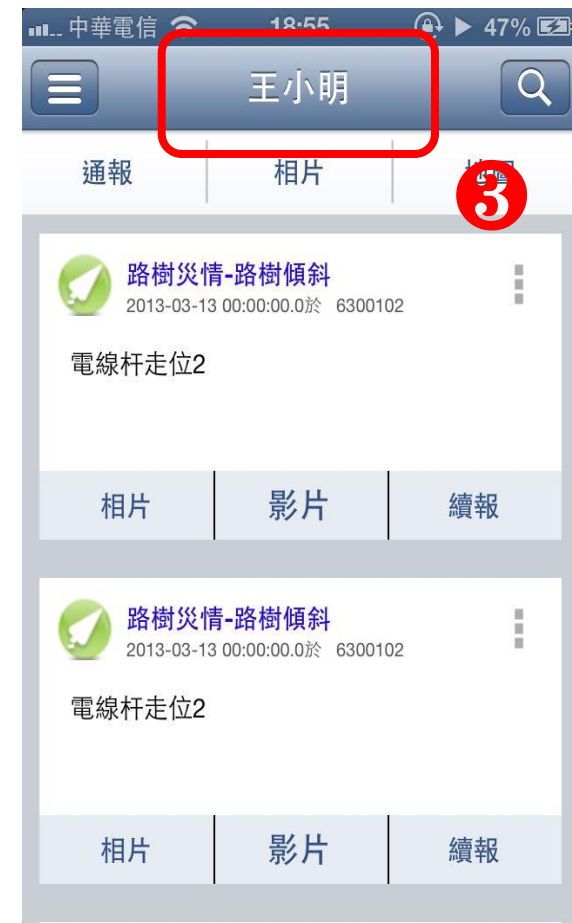 中華電信 18:55 47%
王小明
通報 相片 地圖
3
路樹災情-路樹傾斜
2013-03-13 00:00:00.0於 6300102
電線杆走位2
相片 影片 續報
路樹災情-路樹傾斜
2013-03-13 00:00:00.0於 6300102
電線杆走位2
相片 影片 續報